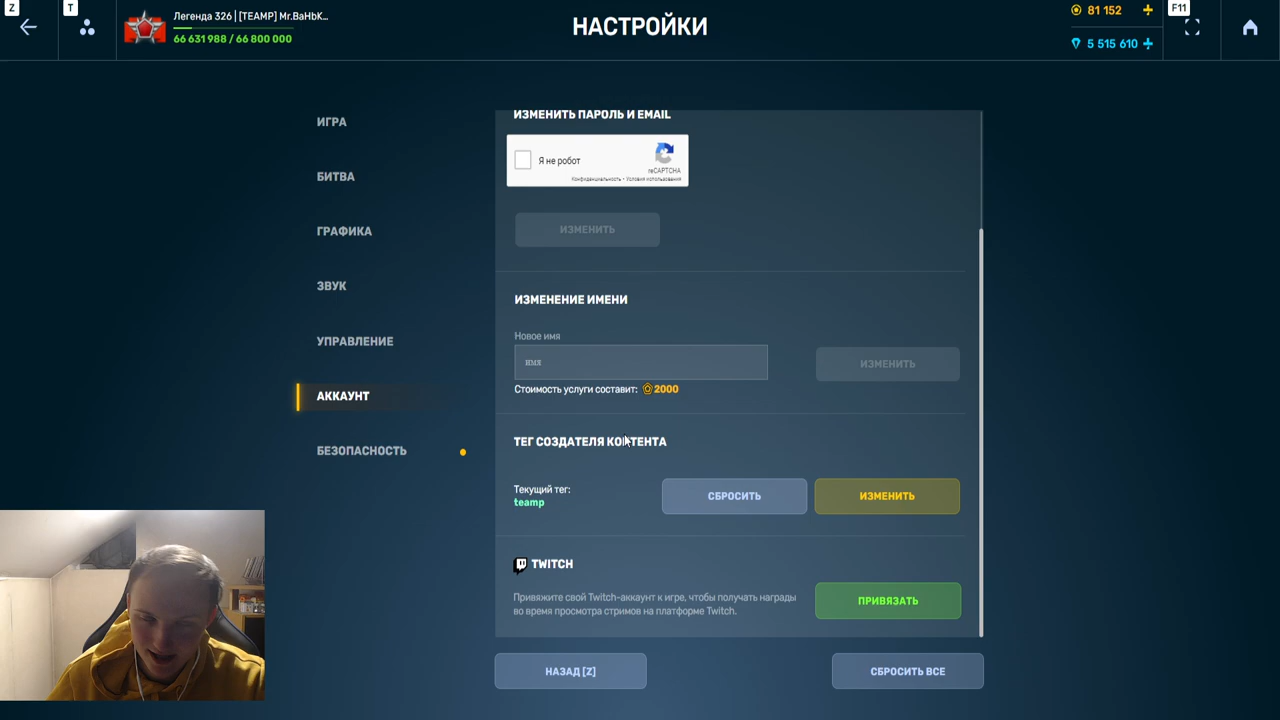 Z
T
Легенда 326 | [TEAMP] Mr.BaHbK...
66 631 988 / 66 800 000
НАСТРОЙКИ
81 152
5 515 610
F11
ИГРА
БИТВА
ГРАФИКА
ЗВУК
УПРАВЛЕНИЕ
АККАУНТ
БЕЗОПАСНОСТЬ
ИЗМЕНИТЬ ПАРОЛЬ И EMAIL
Я не робот
reCAPTCHA
Конфиденциальность • Условия использования
ИЗМЕНИТЬ
ИЗМЕНЕНИЕ ИМЕНИ
Новое имя
имя
ИЗМЕНИТЬ
Стоимость услуги составит: 2000
ТЕГ СОЗДАТЕЛЯ КОНТЕНТА
Текущий тег:
teamp
СБРОСИТЬ
ИЗМЕНИТЬ
TWITCH
Привяжите свой Twitch-аккаунт к игре, чтобы получать награды
во время просмотра стримов на платформе Twitch.
ПРИВЯЗАТЬ
НАЗАД [Z]
СБРОСИТЬ ВСЕ